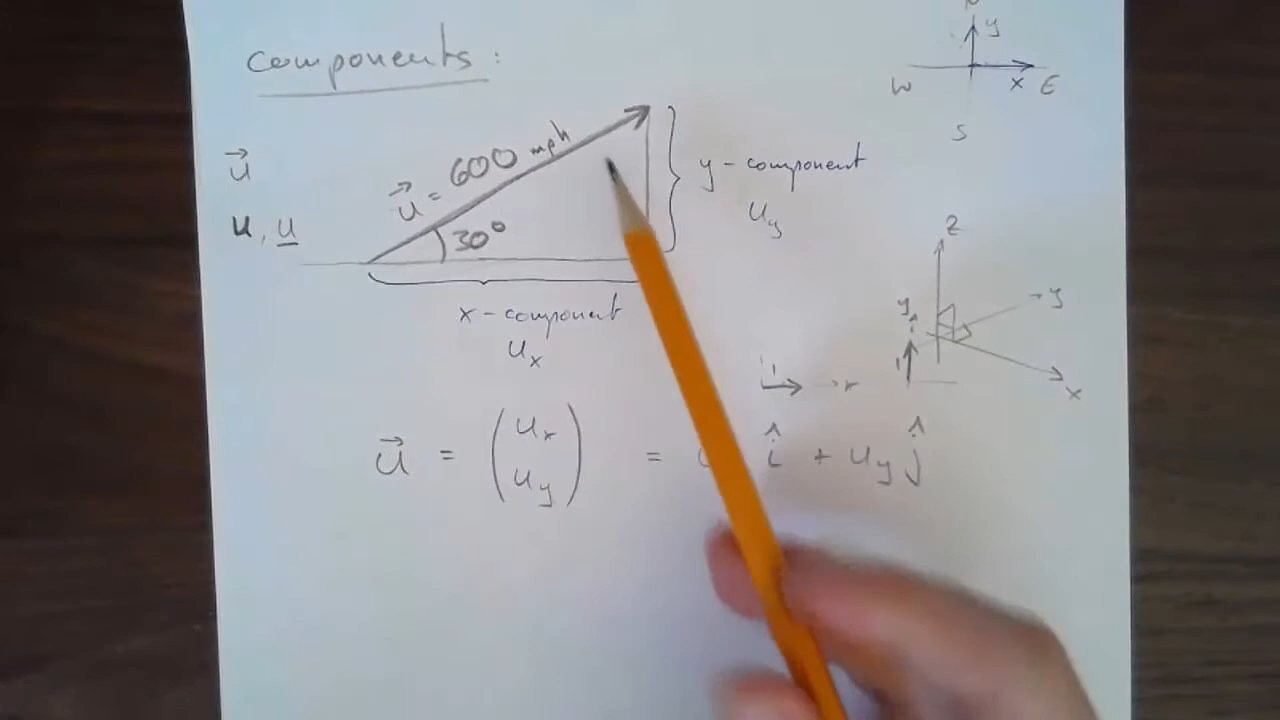 components:
y
W
x E
S
u⃗
u, u̲
u⃗ = 600 mph
30°
y-component
u_y
x-component
u_x
z
y
x
y
x
u⃗ = (u_x
u_y) = î + u_y ĵ